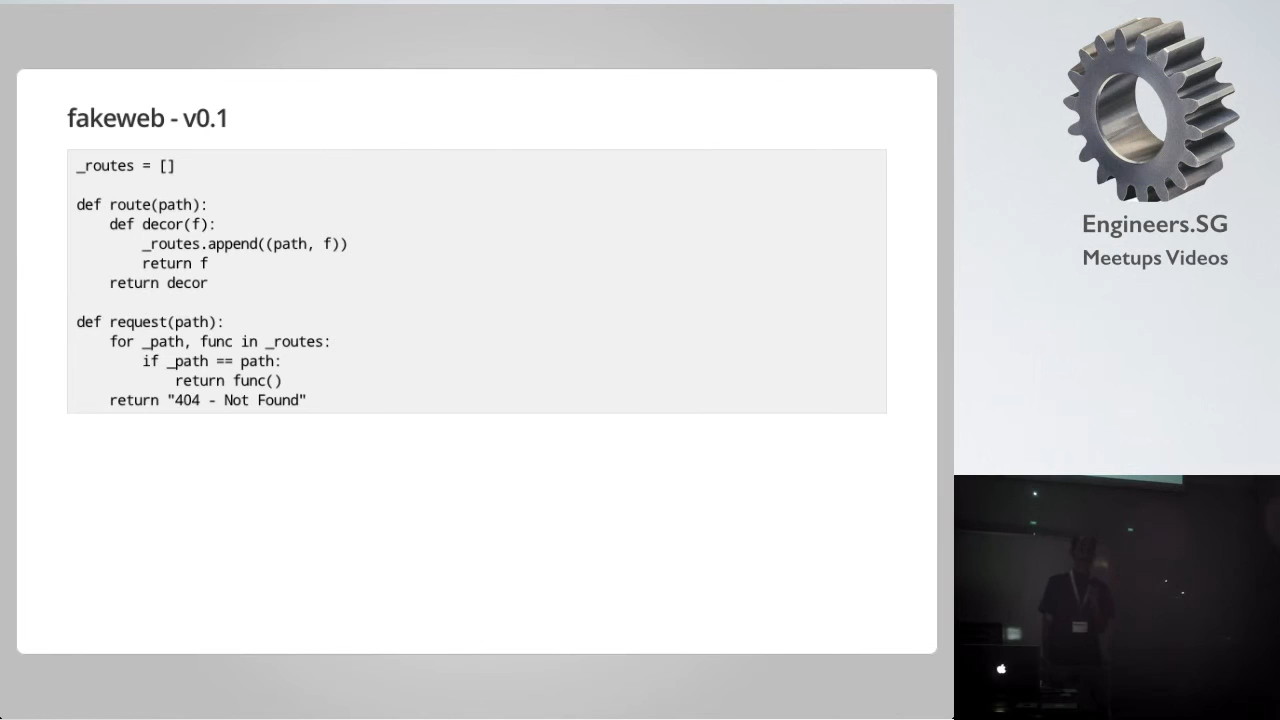 fakeweb - v0.1
_routes = []
def route(path):
    def decor(f):
        _routes.append((path, f))
        return f
    return decor
def request(path):
    for _path, func in _routes:
        if _path == path:
            return func()
    return "404 - Not Found"
Engineers.SG
Meetups Videos